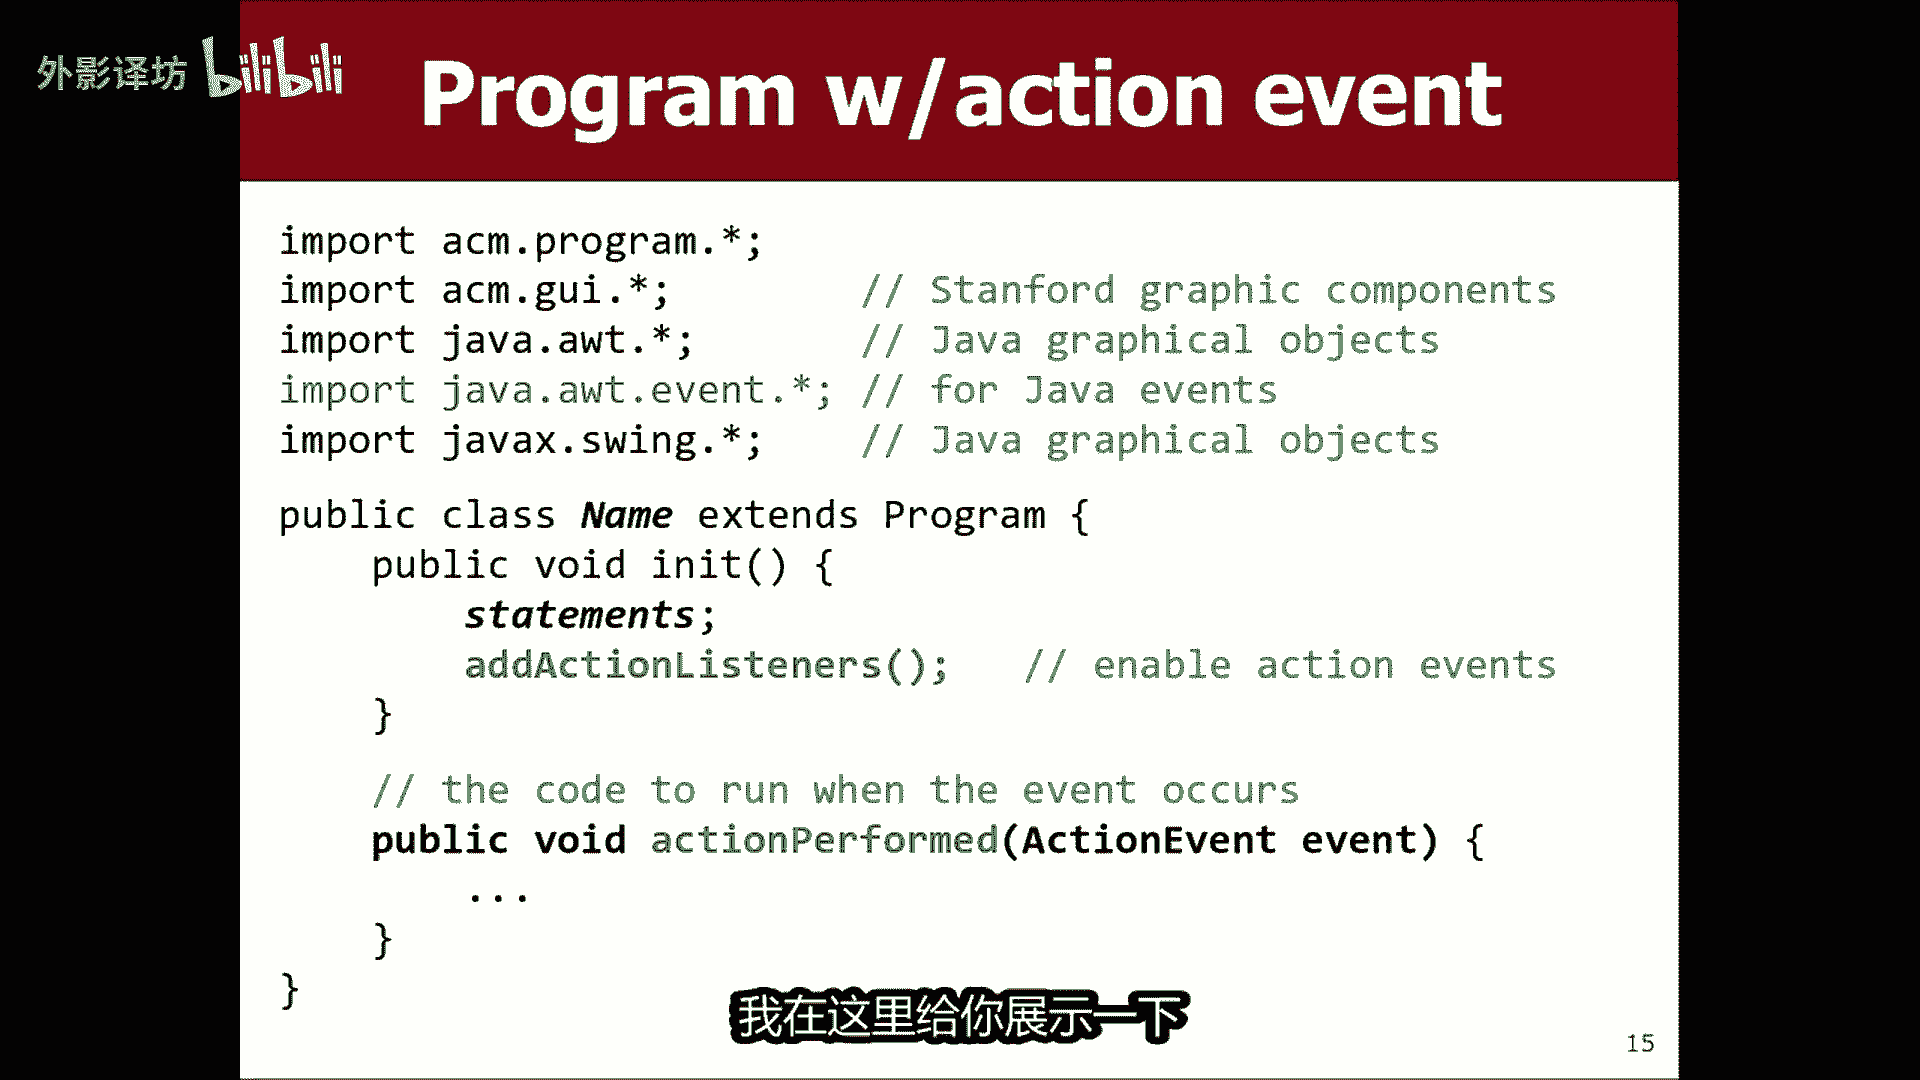 外影译坊 bilibili
Program w/action event
import acm.program.*;
import acm.gui.*;        // Stanford graphic components
import java.awt.*;       // Java graphical objects
import java.awt.event.*; // for Java events
import javax.swing.*;    // Java graphical objects
public class Name extends Program {
    public void init() {
        statements;
        addActionListeners();   // enable action events
    }
    // the code to run when the event occurs
    public void actionPerformed(ActionEvent event) {
        ...
    }
}
我在这里给你展示一下
15